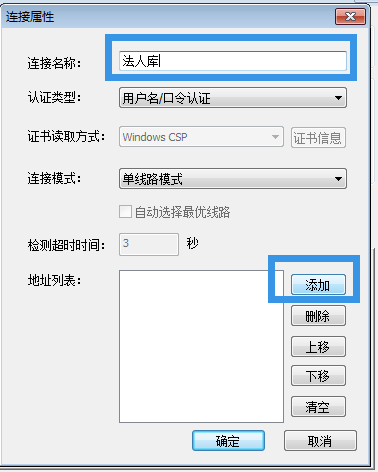 连接属性
连接名称： 法人库
认证类型： 用户名/口令认证
证书读取方式： Windows CSP 证书信息
连接模式： 单线路模式
自动选择最优线路
检测超时时间： 3 秒
地址列表： 添加
删除
上移
下移
清空
确定 取消